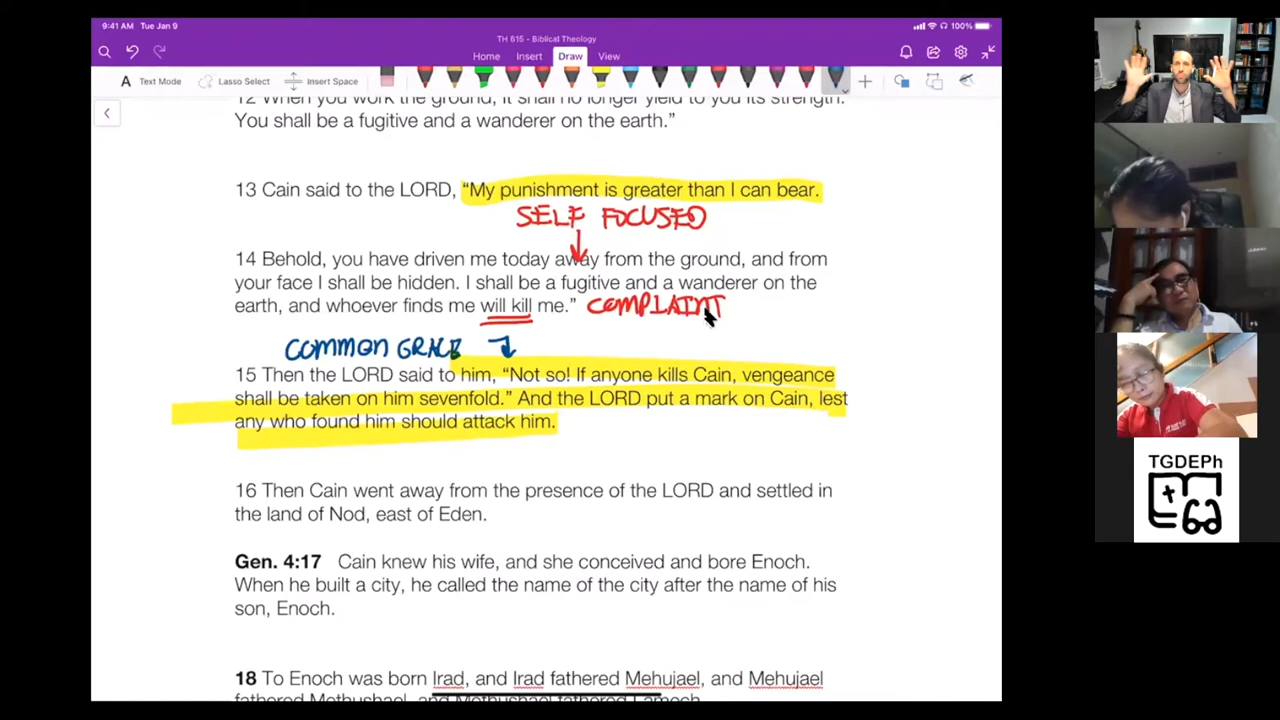 9:41 AM Tue Jan 9
100%
TH 615 - Biblical Theology
Home Insert Draw View
Text Mode Lasso Select Insert Space
12 When you work the ground, it shall no longer yield to you its strength.
You shall be a fugitive and a wanderer on the earth.”
13 Cain said to the LORD, “My punishment is greater than I can bear.
SELF FOCUSED
14 Behold, you have driven me today away from the ground, and from
your face I shall be hidden. I shall be a fugitive and a wanderer on the
earth, and whoever finds me will kill me.” COMPLAINT
COMMON GRACE
15 Then the LORD said to him, “Not so! If anyone kills Cain, vengeance
shall be taken on him sevenfold.” And the LORD put a mark on Cain, lest
any who found him should attack him.
16 Then Cain went away from the presence of the LORD and settled in
the land of Nod, east of Eden.
Gen. 4:17 Cain knew his wife, and she conceived and bore Enoch.
When he built a city, he called the name of the city after the name of his
son, Enoch.
18 To Enoch was born Irad, and Irad fathered Mehujael, and Mehujael
fathered Methushael, and Methushael fathered Lamech.
TGDEPh